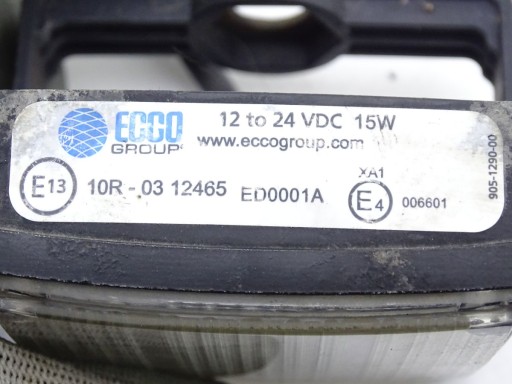 ECCO GROUP 12 to 24 VDC 15W
www.eccogroup.com
E13 10R - 03 12465 ED0001A XA1 E4 006601
905-1290-00